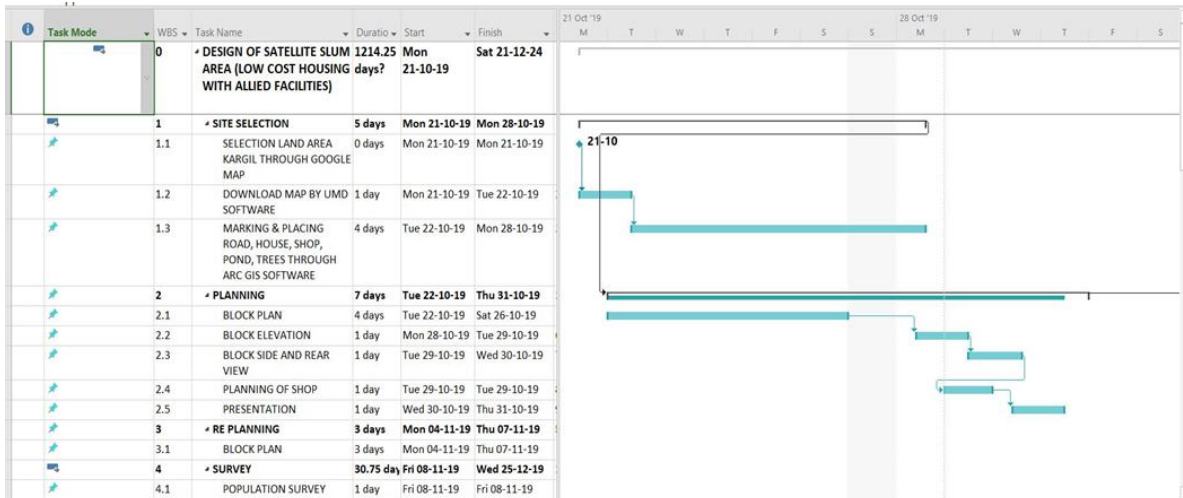 21 Oct '19 28 Oct '19
Task Mode WBS Task Name Duratio Start Finish M T W T F S S M T W T F S
0 DESIGN OF SATELLITE SLUM 1214.25 Mon Sat 21-12-24
AREA (LOW COST HOUSING days? 21-10-19
WITH ALLIED FACILITIES)
1 SITE SELECTION 5 days Mon 21-10-19 Mon 28-10-19
1.1 SELECTION LAND AREA 0 days Mon 21-10-19 Mon 21-10-19 21-10
KARGIL THROUGH GOOGLE
MAP
1.2 DOWNLOAD MAP BY UMD 1 day Mon 21-10-19 Tue 22-10-19
SOFTWARE
1.3 MARKING & PLACING 4 days Tue 22-10-19 Mon 28-10-19
ROAD, HOUSE, SHOP,
POND, TREES THROUGH
ARC GIS SOFTWARE
2 PLANNING 7 days Tue 22-10-19 Thu 31-10-19
2.1 BLOCK PLAN 4 days Tue 22-10-19 Sat 26-10-19
2.2 BLOCK ELEVATION 1 day Mon 28-10-19 Tue 29-10-19
2.3 BLOCK SIDE AND REAR 1 day Tue 29-10-19 Wed 30-10-19
VIEW
2.4 PLANNING OF SHOP 1 day Tue 29-10-19 Tue 29-10-19
2.5 PRESENTATION 1 day Wed 30-10-19 Thu 31-10-19
3 RE PLANNING 3 days Mon 04-11-19 Thu 07-11-19
3.1 BLOCK PLAN 3 days Mon 04-11-19 Thu 07-11-19
4 SURVEY 30.75 day Fri 08-11-19 Wed 25-12-19
4.1 POPULATION SURVEY 1 day Fri 08-11-19 Fri 08-11-19